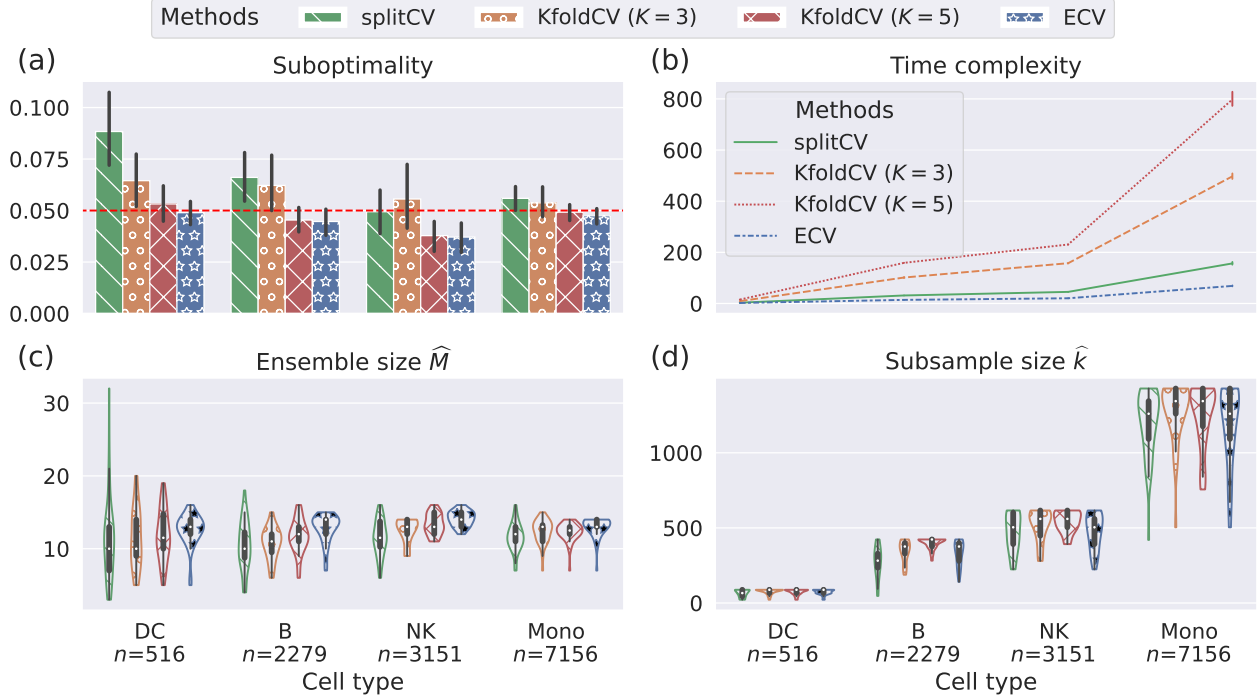 Methods splitCV KfoldCV (K = 3) KfoldCV (K = 5) ECV
(a) Suboptimality
0.100
0.075
0.050
0.025
0.000
(b) Time complexity
800
600
400
200
0
Methods
splitCV
KfoldCV (K = 3)
KfoldCV (K = 5)
ECV
(c) Ensemble size M̂
30
20
10
DC B NK Mono
n=516 n=2279 n=3151 n=7156
Cell type
(d) Subsample size k̂
1000
500
0
DC B NK Mono
n=516 n=2279 n=3151 n=7156
Cell type